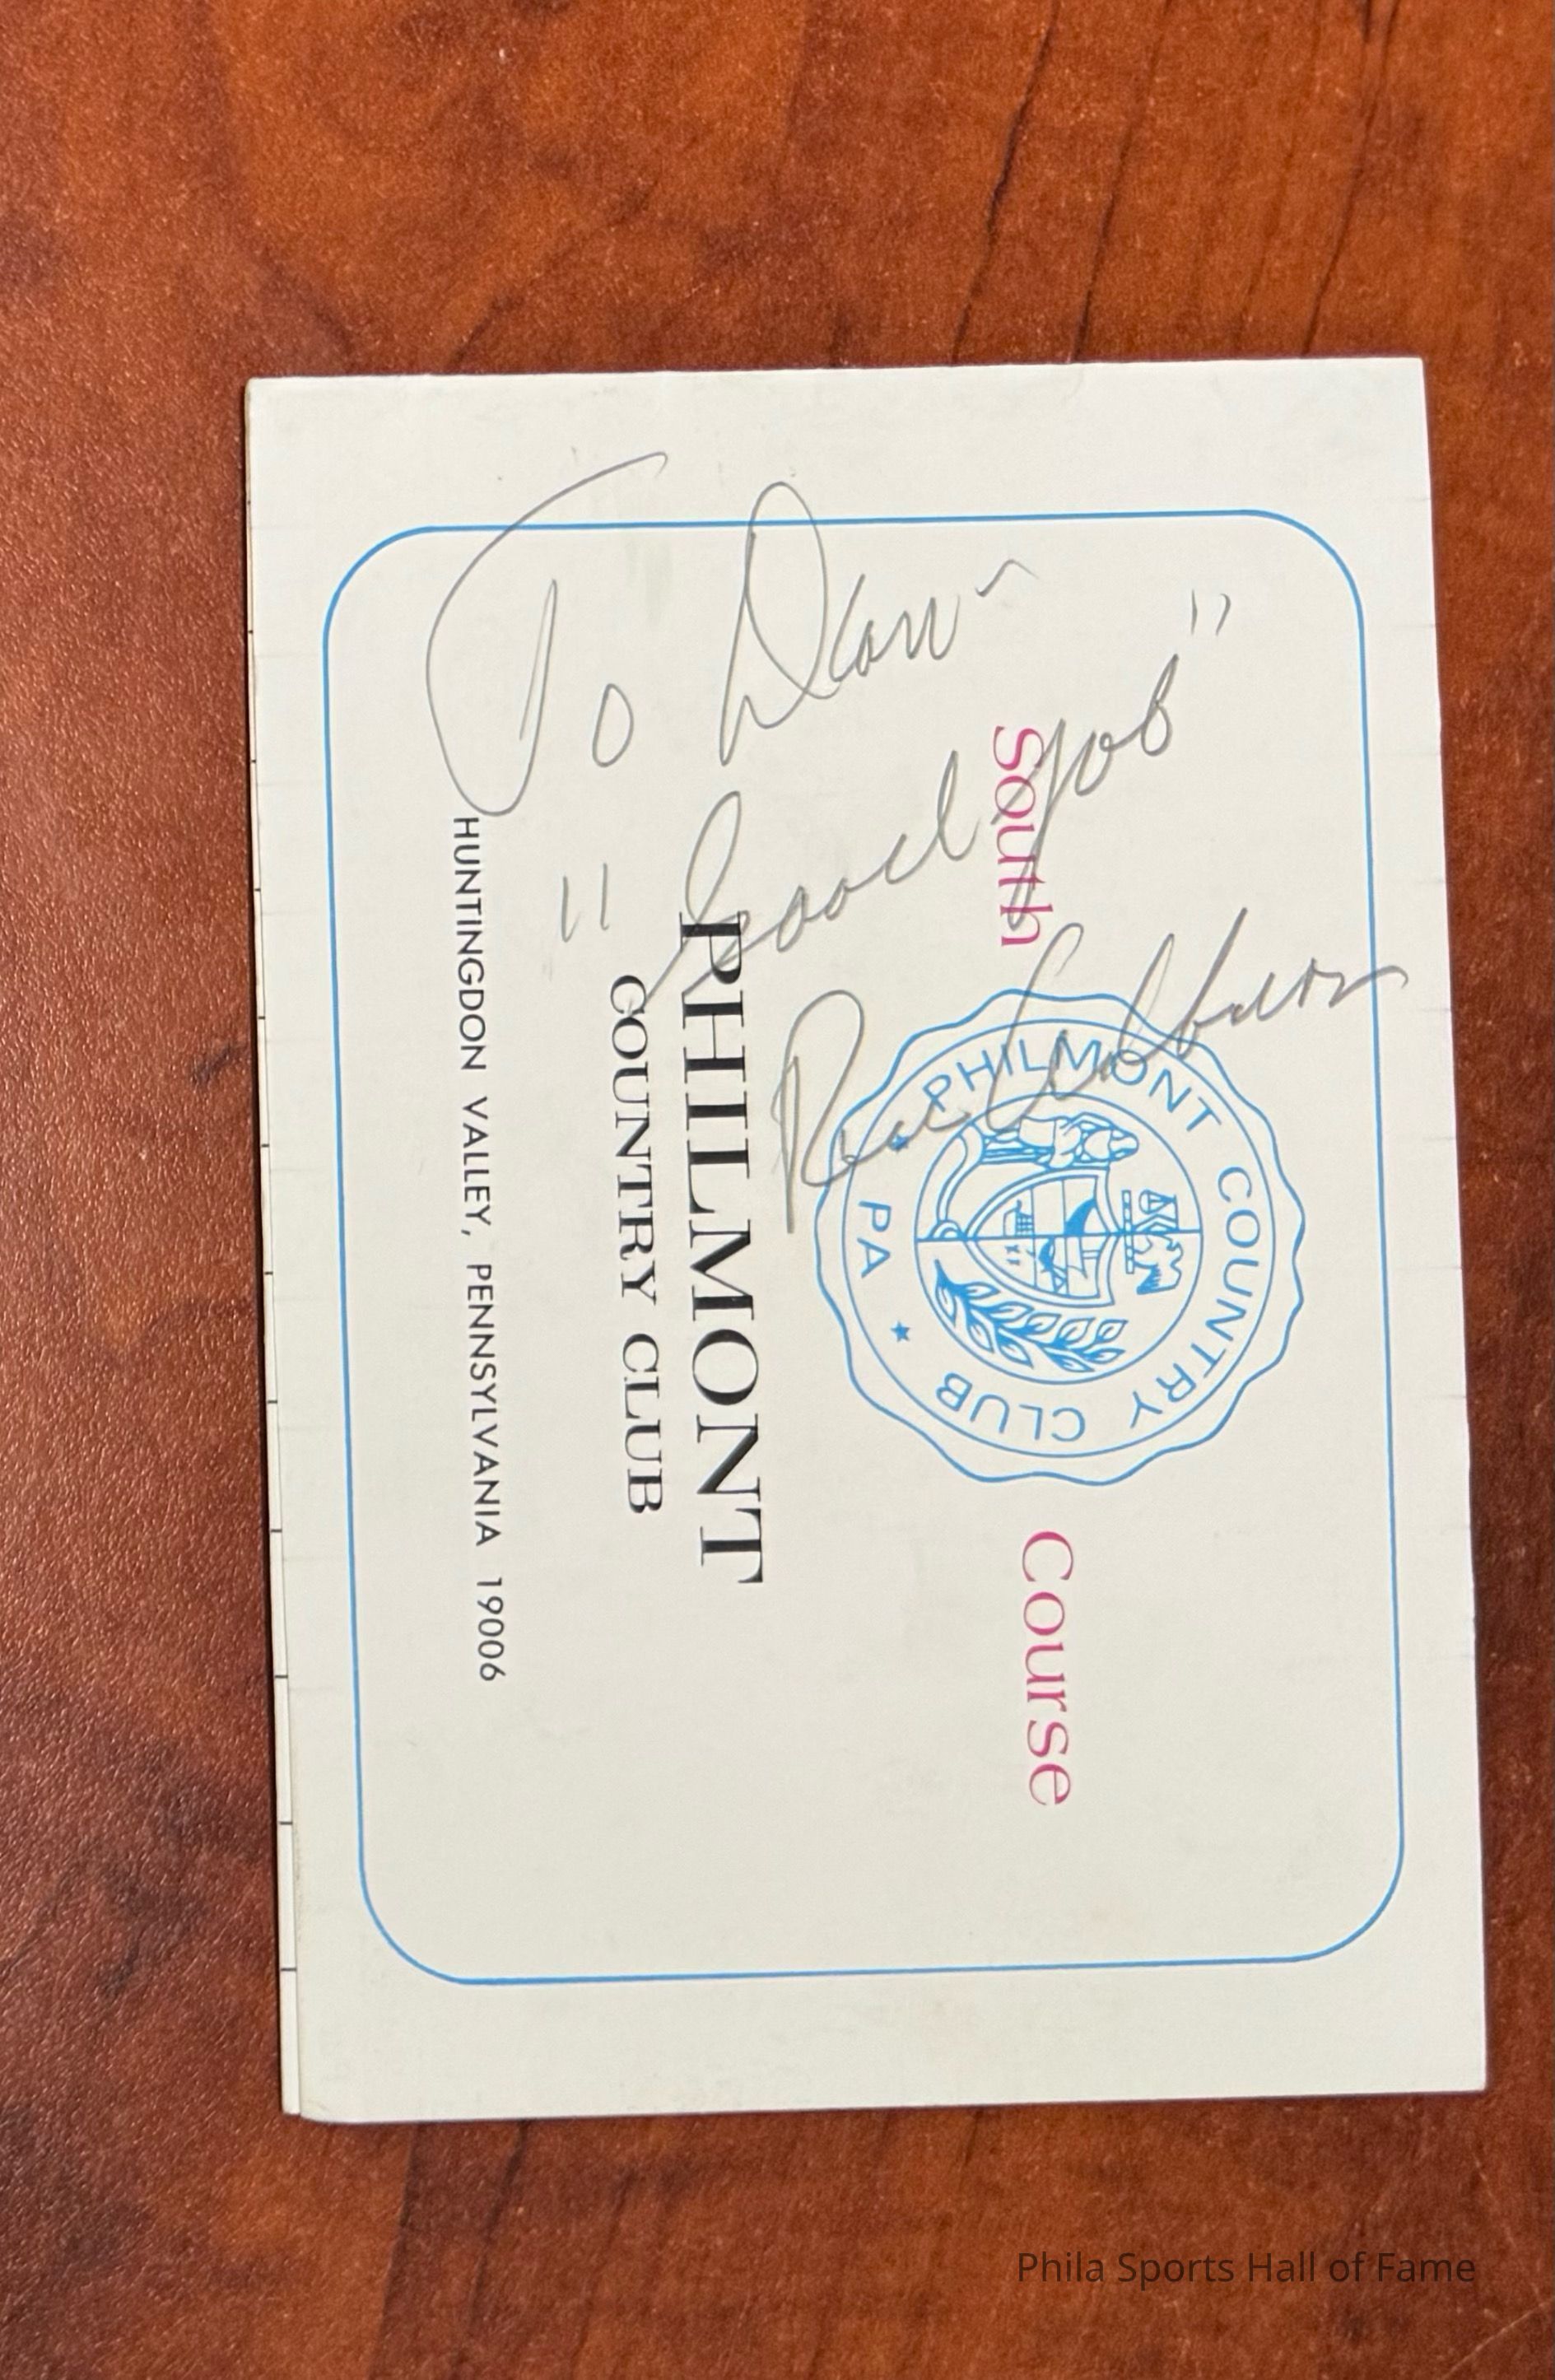 To Dan -
"Good job"
South Course
PHILMONT COUNTRY CLUB
PA
PHILMONT
COUNTRY CLUB
HUNTINGDON VALLEY, PENNSYLVANIA 19006
Phila Sports Hall of Fame